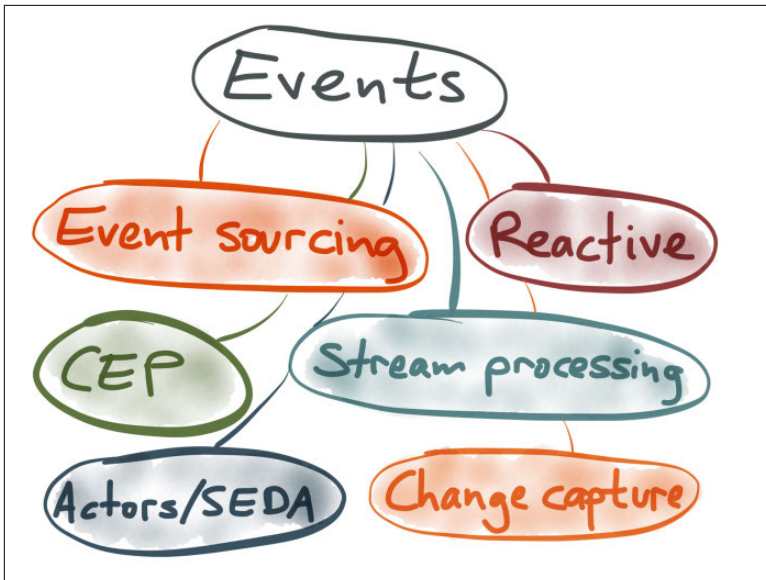 Events
Event sourcing
Reactive
CEP
Stream processing
Actors/SEDA
Change capture